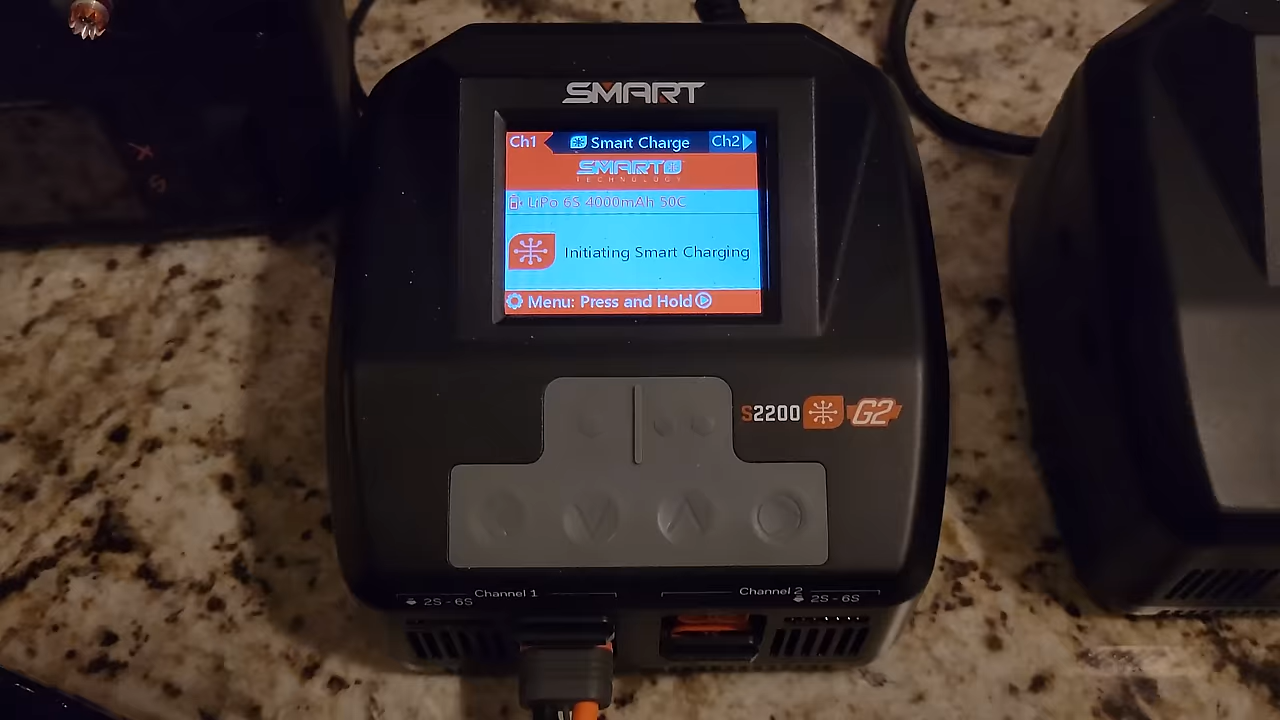 SMART
Ch1 Smart Charge Ch2
SMART G2
TECHNOLOGY
LiPo 6S 4000mAh 50C
Initiating Smart Charging
Menu: Press and Hold
S2200 G2
Channel 1
2S - 6S
Channel 2
2S - 6S